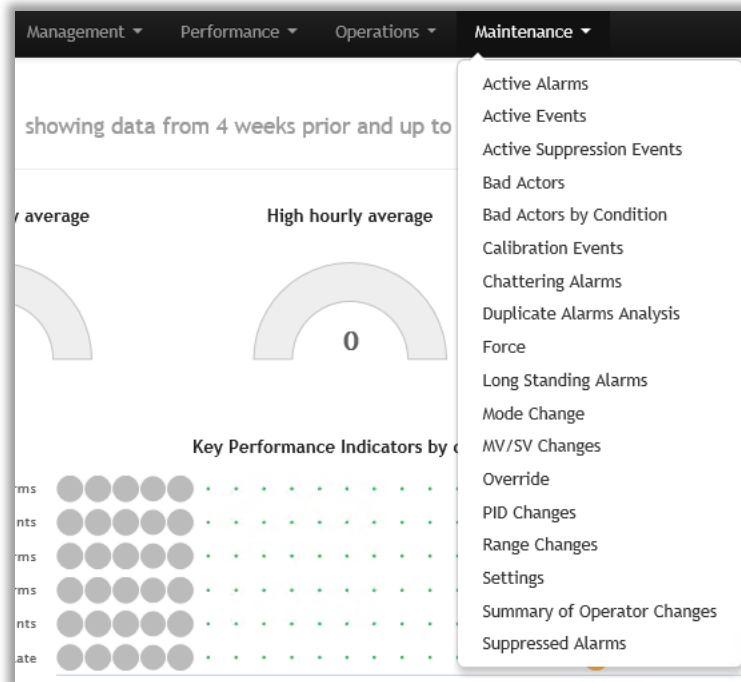 Management Performance Operations Maintenance
Active Alarms
Active Events
Active Suppression Events
Bad Actors
Bad Actors by Condition
Calibration Events
Chattering Alarms
Duplicate Alarms Analysis
Force
Long Standing Alarms
Mode Change
MV/SV Changes
Override
PID Changes
Range Changes
Settings
Summary of Operator Changes
Suppressed Alarms
showing data from 4 weeks prior and up to
average
High hourly average
0
Key Performance Indicators by